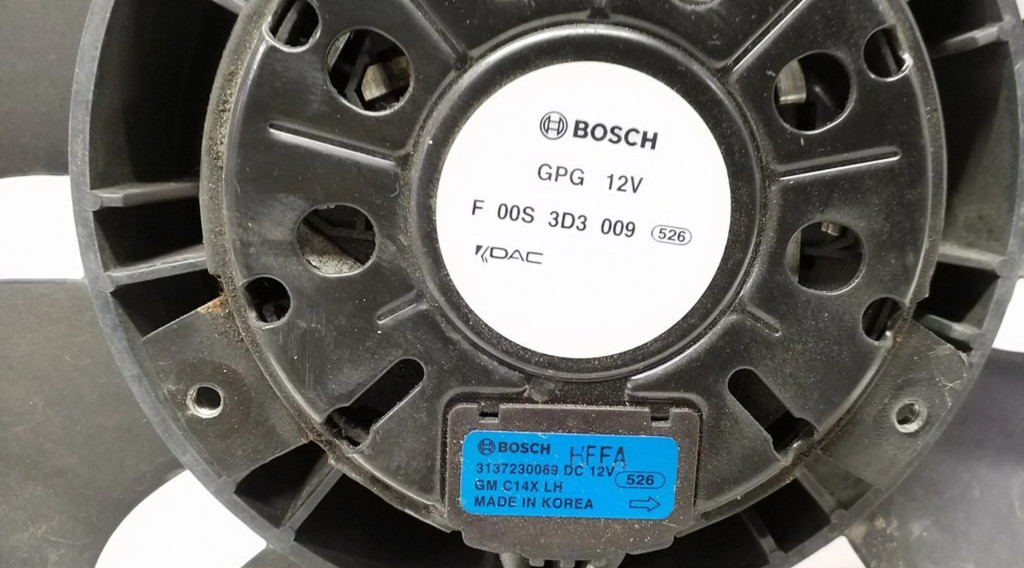 BOSCH
GPG 12V
F 00S 3D3 009 526
DAC
BOSCH HFFA
3137230069 DC 12V 526
GM C14X LH
MADE IN KOREA